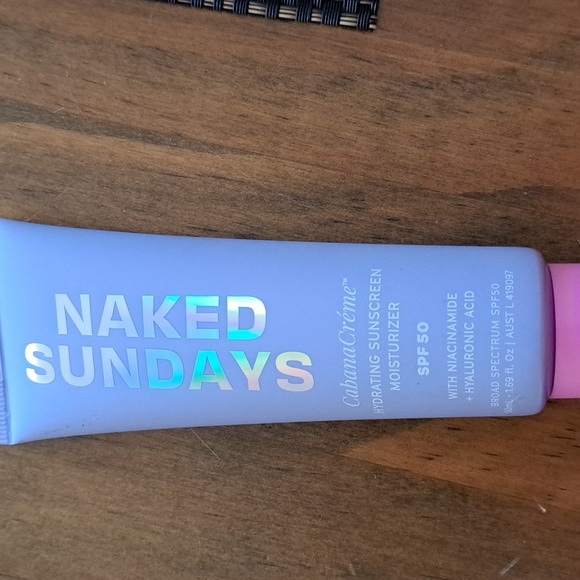 NAKED
SUNDAYS
CabanaCréme™
HYDRATING SUNSCREEN
MOISTURIZER
SPF50
WITH NIACINAMIDE
+ HYALURONIC ACID
BROAD SPECTRUM SPF50
50mL - 1.69 fl. Oz | AUST L 419097